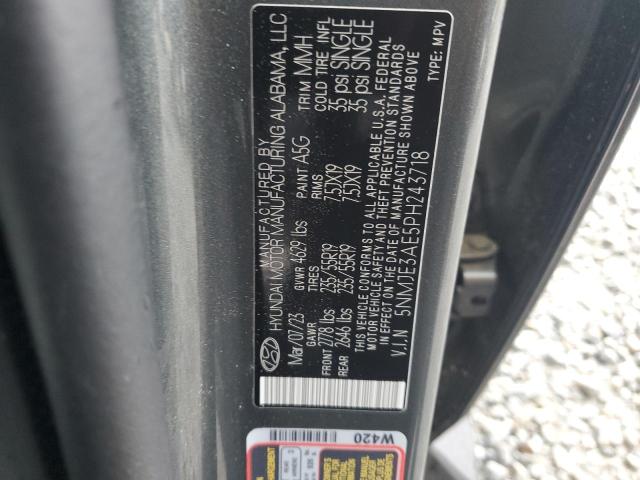 MANUFACTURED BY
HYUNDAI MOTOR MANUFACTURING ALABAMA, LLC
Mar/07/23 GVWR 4629 lbs PAINT A5G TRIM MMH
GAWR TIRES RIMS COLD TIRE INFL
FRONT 2778 lbs 235/55R19 7.5JX19 35 psi SINGLE
REAR 2646 lbs 235/55R19 7.5JX19 35 psi SINGLE
THIS VEHICLE CONFORMS TO ALL APPLICABLE U.S.A. FEDERAL
MOTOR VEHICLE SAFETY AND THEFT PREVENTION STANDARDS
IN EFFECT ON THE DATE OF MANUFACTURE SHOWN ABOVE
V.I.N 5NMJE3AE5PH243718 TYPE: MPV
W420